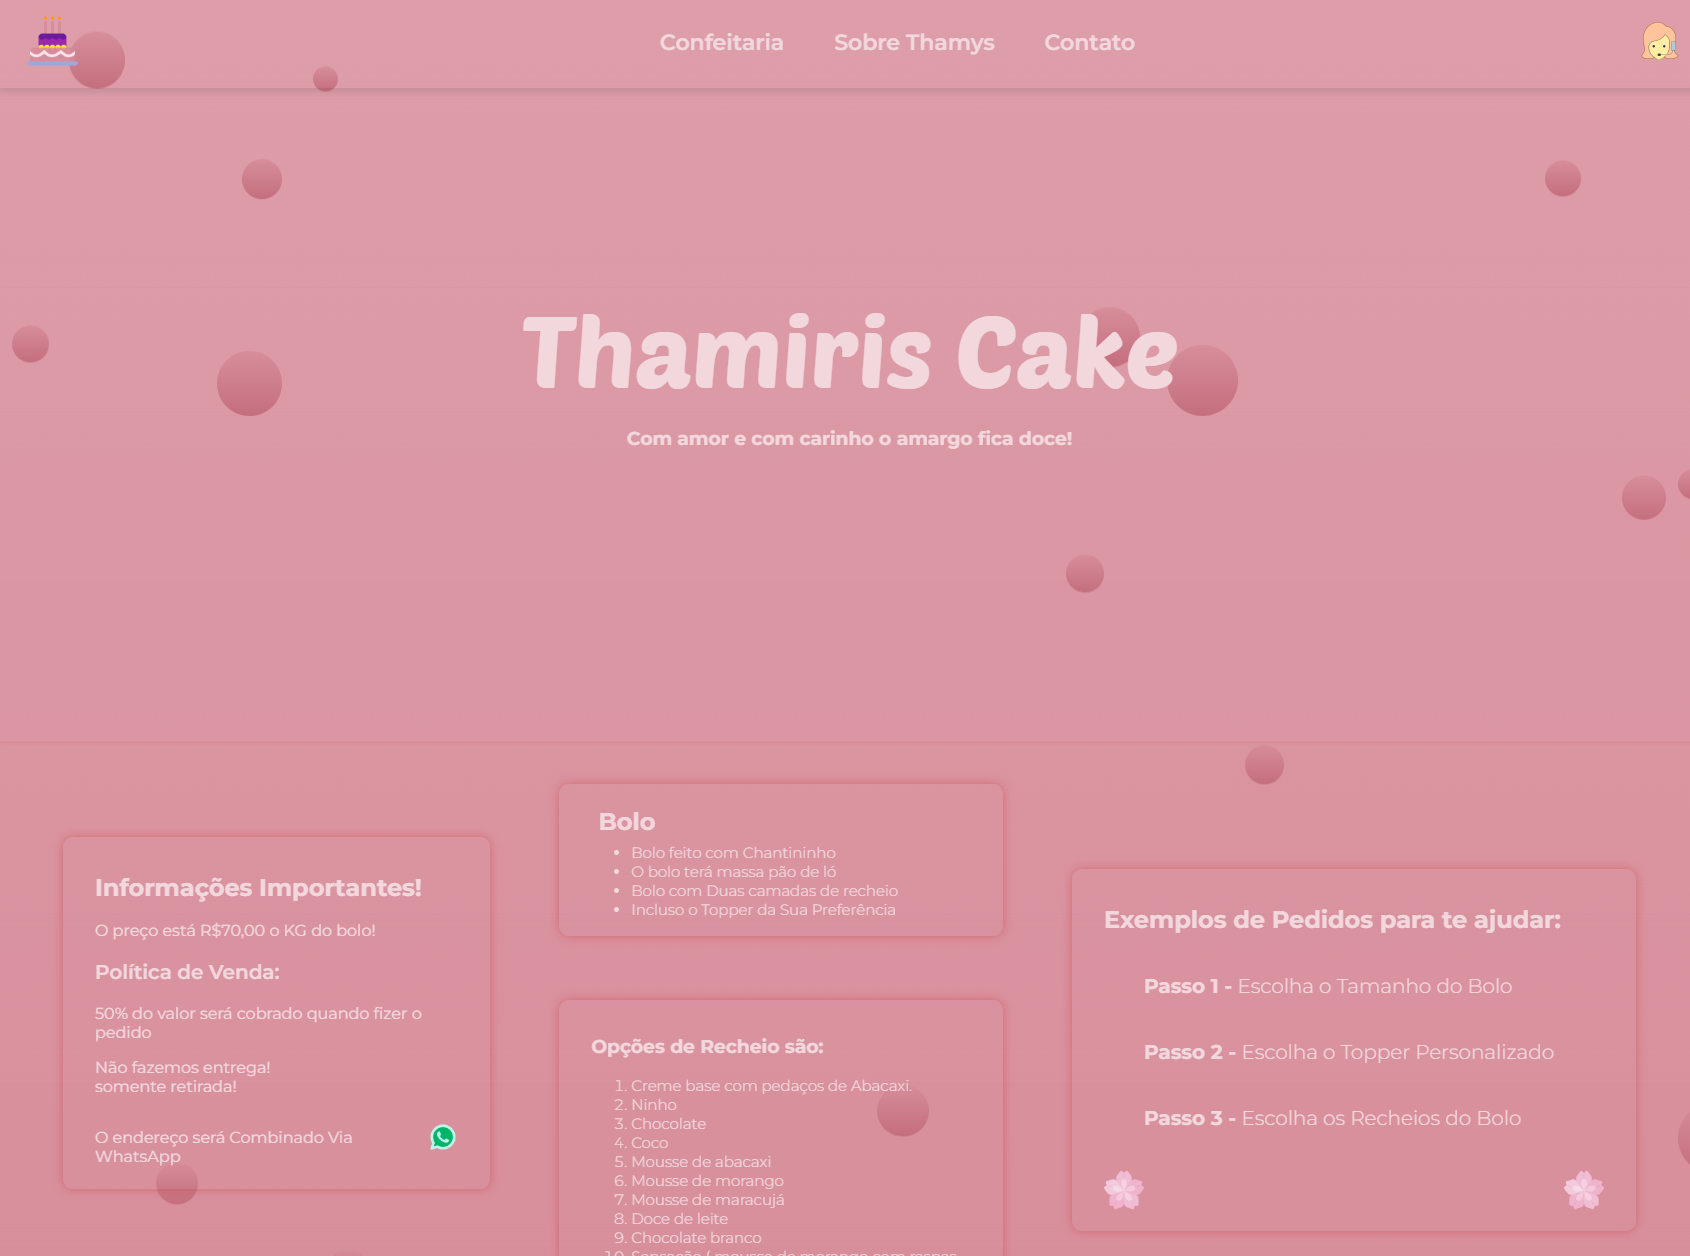 Confeitaria
Sobre Thamys
Contato
Thamiris Cake
Com amor e com carinho o amargo fica doce!
Informações Importantes!
O preço está R$70,00 o KG do bolo!
Política de Venda:
50% do valor será cobrado quando fizer o
pedido
Não fazemos entrega!
somente retirada!
O endereço será Combinado Via
WhatsApp
Bolo
• Bolo feito com Chantininho
• O bolo terá massa pão de ló
• Bolo com Duas camadas de recheio
• Incluso o Topper da Sua Preferência
Opções de Recheio são:
1. Creme base com pedaços de Abacaxi.
2. Ninho
3. Chocolate
4. Coco
5. Mousse de abacaxi
6. Mousse de morango
7. Mousse de maracujá
8. Doce de leite
9. Chocolate branco
10. Sensação / mousse de morango com raspas
Exemplos de Pedidos para te ajudar:
Passo 1 - Escolha o Tamanho do Bolo
Passo 2 - Escolha o Topper Personalizado
Passo 3 - Escolha os Recheios do Bolo